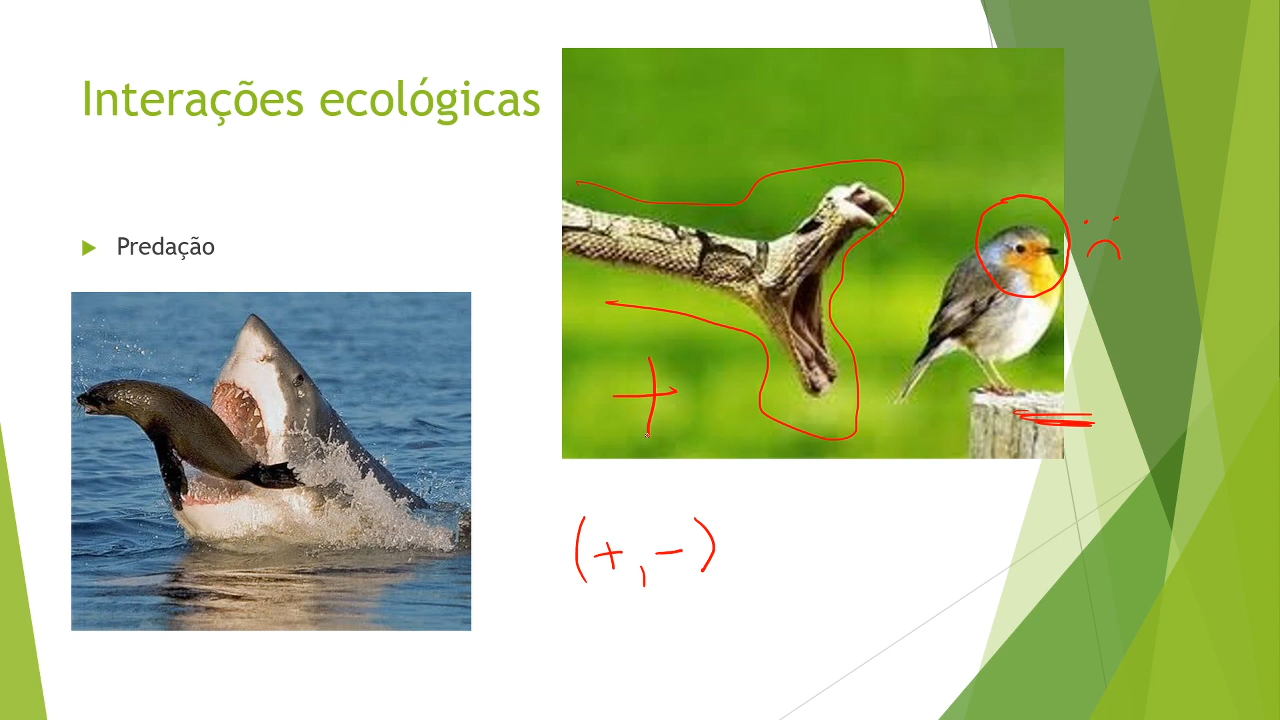 Interações ecológicas
Predação
+
-
:(
(+,-)